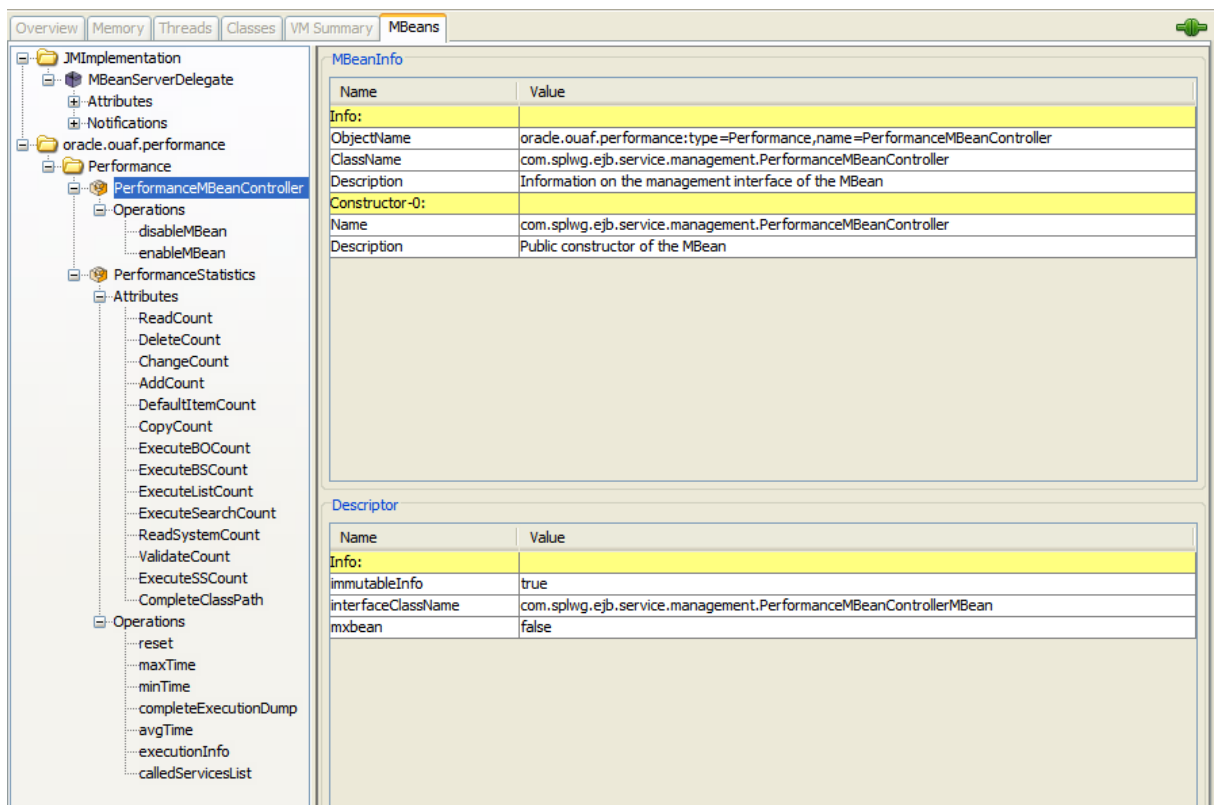 Overview Memory Threads Classes VM Summary MBeans
JMImplementation
MBeanServerDelegate
Attributes
Notifications
oracle.ouaf.performance
Performance
PerformanceMBeanController
Operations
disableMBean
enableMBean
PerformanceStatistics
Attributes
ReadCount
DeleteCount
ChangeCount
AddCount
DefaultItemCount
CopyCount
ExecuteBOCount
ExecuteBSCount
ExecuteListCount
ExecuteSearchCount
ReadSystemCount
ValidateCount
ExecuteSSCount
CompleteClassPath
Operations
reset
maxTime
minTime
completeExecutionDump
avgTime
executionInfo
calledServicesList
MBeanInfo
Name Value
Info:
ObjectName oracle.ouaf.performance:type=Performance,name=PerformanceMBeanController
ClassName com.splwg.ejb.service.management.PerformanceMBeanController
Description Information on the management interface of the MBean
Constructor-0:
Name com.splwg.ejb.service.management.PerformanceMBeanController
Description Public constructor of the MBean
Descriptor
Name Value
Info:
immutableInfo true
interfaceClassName com.splwg.ejb.service.management.PerformanceMBeanControllerMBean
mxbean false